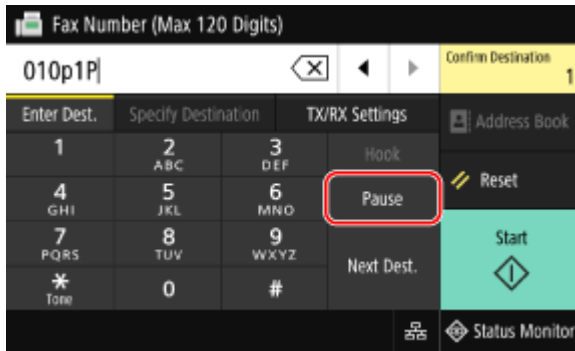 Fax Number (Max 120 Digits)
010p1P
Confirm Destination
1
Enter Dest.
Specify Destination
TX/RX Settings
Address Book
1
2
ABC
3
DEF
Hook
4
GHI
5
JKL
6
MNO
Pause
Reset
7
PQRS
8
TUV
9
WXYZ
Next Dest.
Start
*
Tone
0
#
Status Monitor